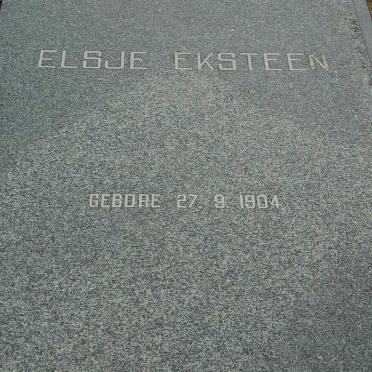 ELSJE EKSTEEN
GEBORE 27. 9. 1904